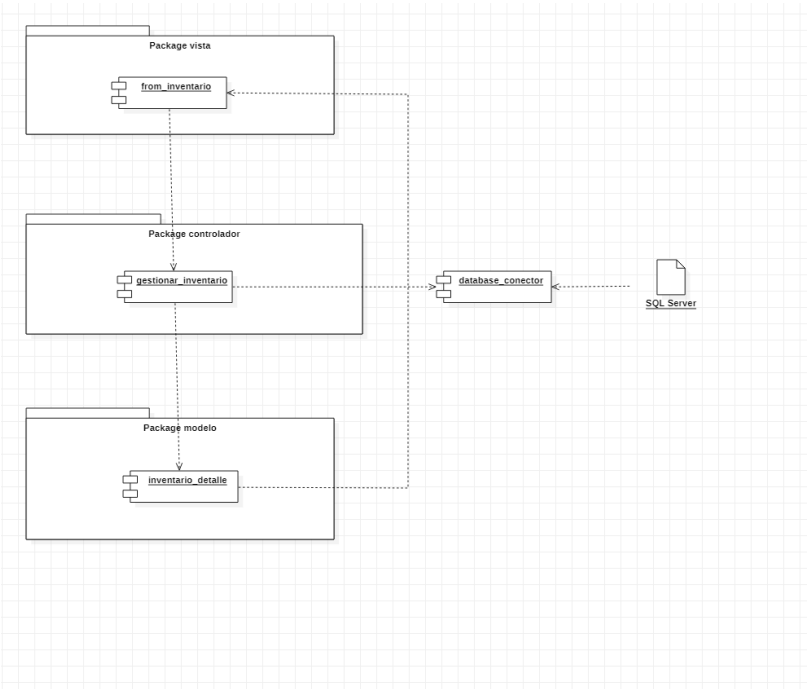 Package vista
from_inventario
Package controlador
gestionar_inventario
database_conector
SQL Server
Package modelo
inventario_detalle